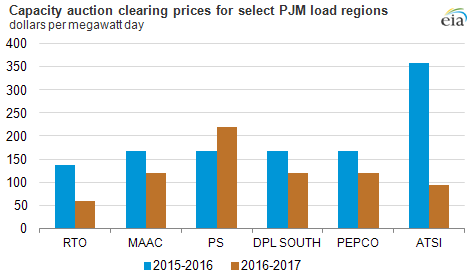 Capacity auction clearing prices for select PJM load regions
dollars per megawatt day
eia
400
350
300
250
200
150
100
50
0
RTO MAAC PS DPL SOUTH PEPCO ATSI
2015-2016 2016-2017